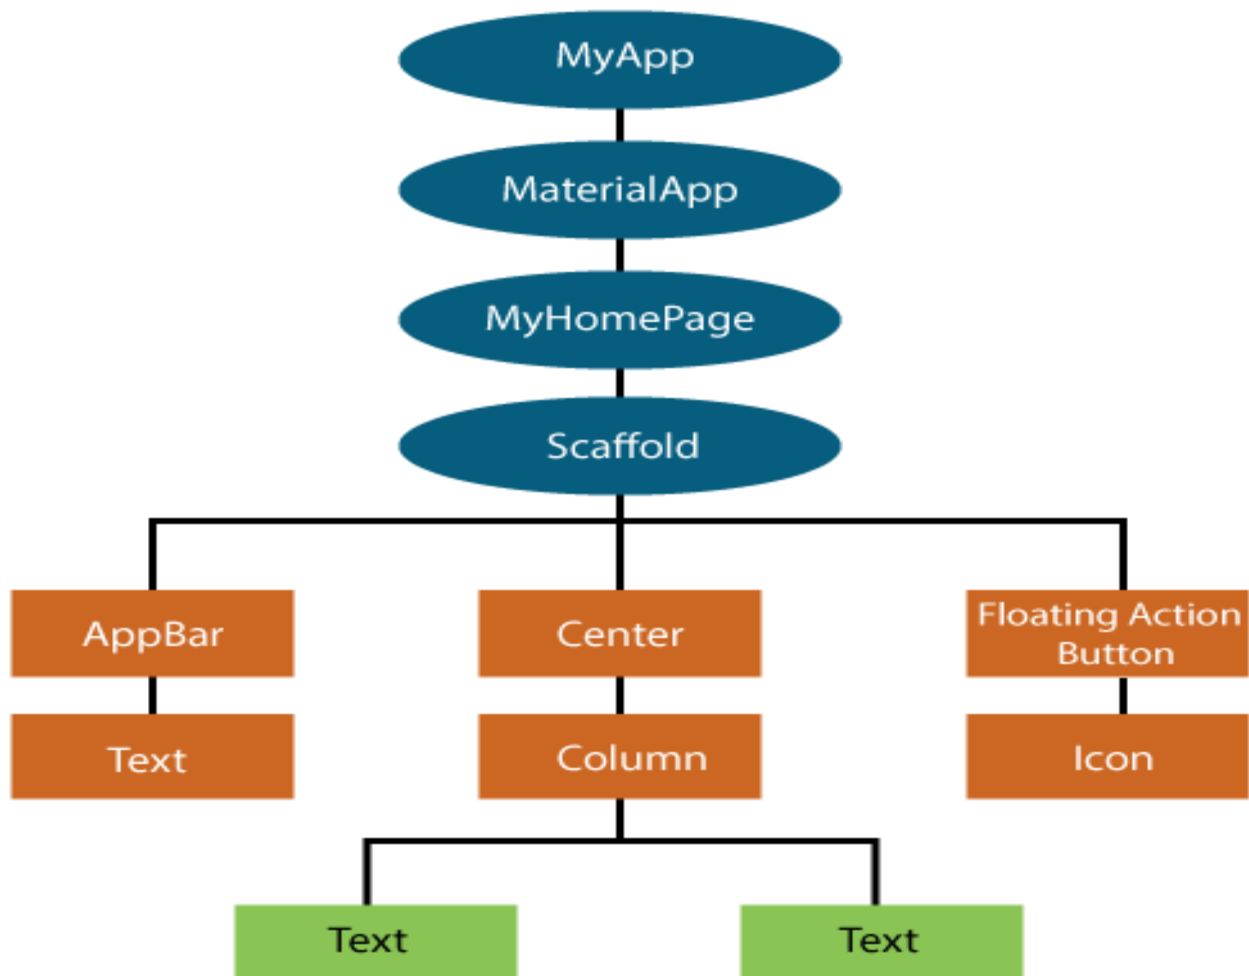 MyApp
MaterialApp
MyHomePage
Scaffold
AppBar
Center
Floating Action
Button
Text
Column
Icon
Text
Text